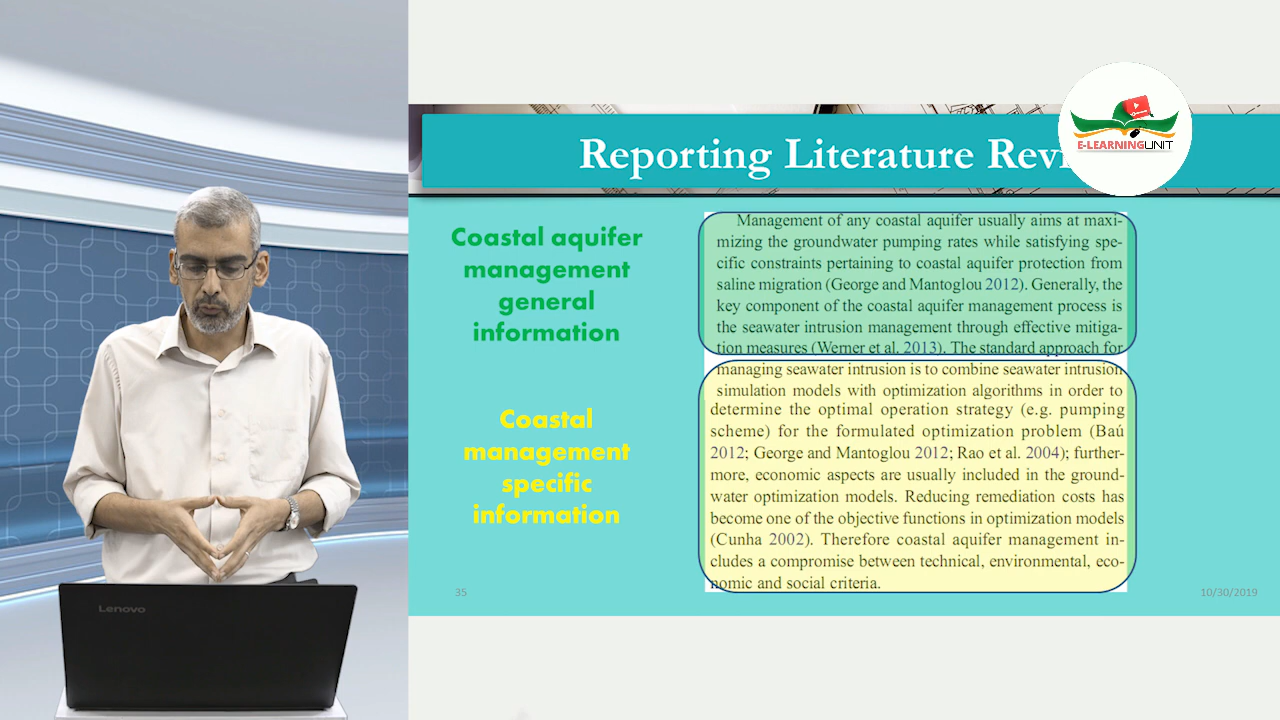 Reporting Literature
E-LEARNING UNIT
Coastal aquifer
management
general
information
Management of any coastal aquifer usually aims at maxi-
mizing the groundwater pumping rates while satisfying spe-
cific constraints pertaining to coastal aquifer protection from
saline migration (George and Mantoglou 2012). Generally, the
key component of the coastal aquifer management process is
the seawater intrusion management through effective mitiga-
tion measures (Werner et al. 2013). The standard approach for
Coastal
management
specific
information
managing seawater intrusion is to combine seawater intrusion
simulation models with optimization algorithms in order to
determine the optimal operation strategy (e.g. pumping
scheme) for the formulated optimization problem (Baú
2012; George and Mantoglou 2012; Rao et al. 2004); further-
more, economic aspects are usually included in the ground-
water optimization models. Reducing remediation costs has
become one of the objective functions in optimization models
(Cunha 2002). Therefore coastal aquifer management in-
cludes a compromise between technical, environmental, eco-
nomic and social criteria.
35
10/30/2019
Lenovo